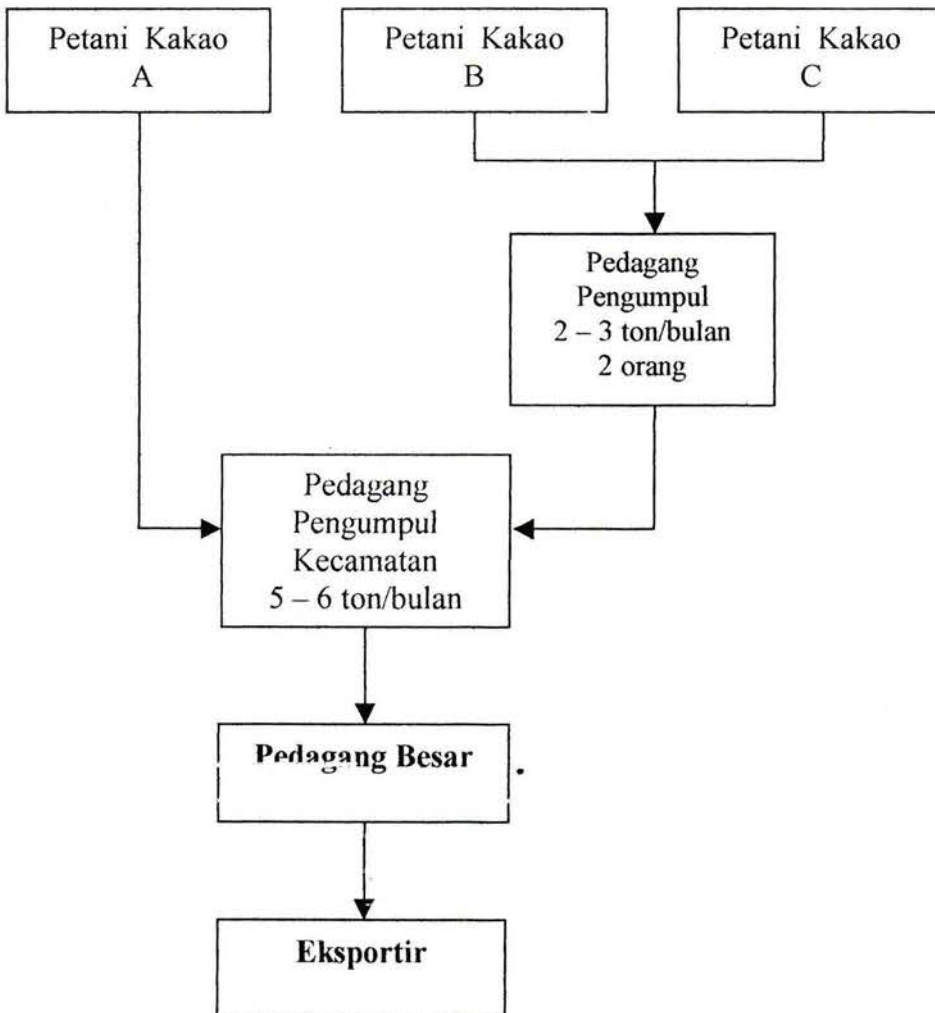 Petani Kakao
A
Petani Kakao
B
Petani Kakao
C
Pedagang
Pengumpul
2 – 3 ton/bulan
2 orang
Pedagang
Pengumpul
Kecamatan
5 – 6 ton/bulan
Pedagang Besar
Eksportir